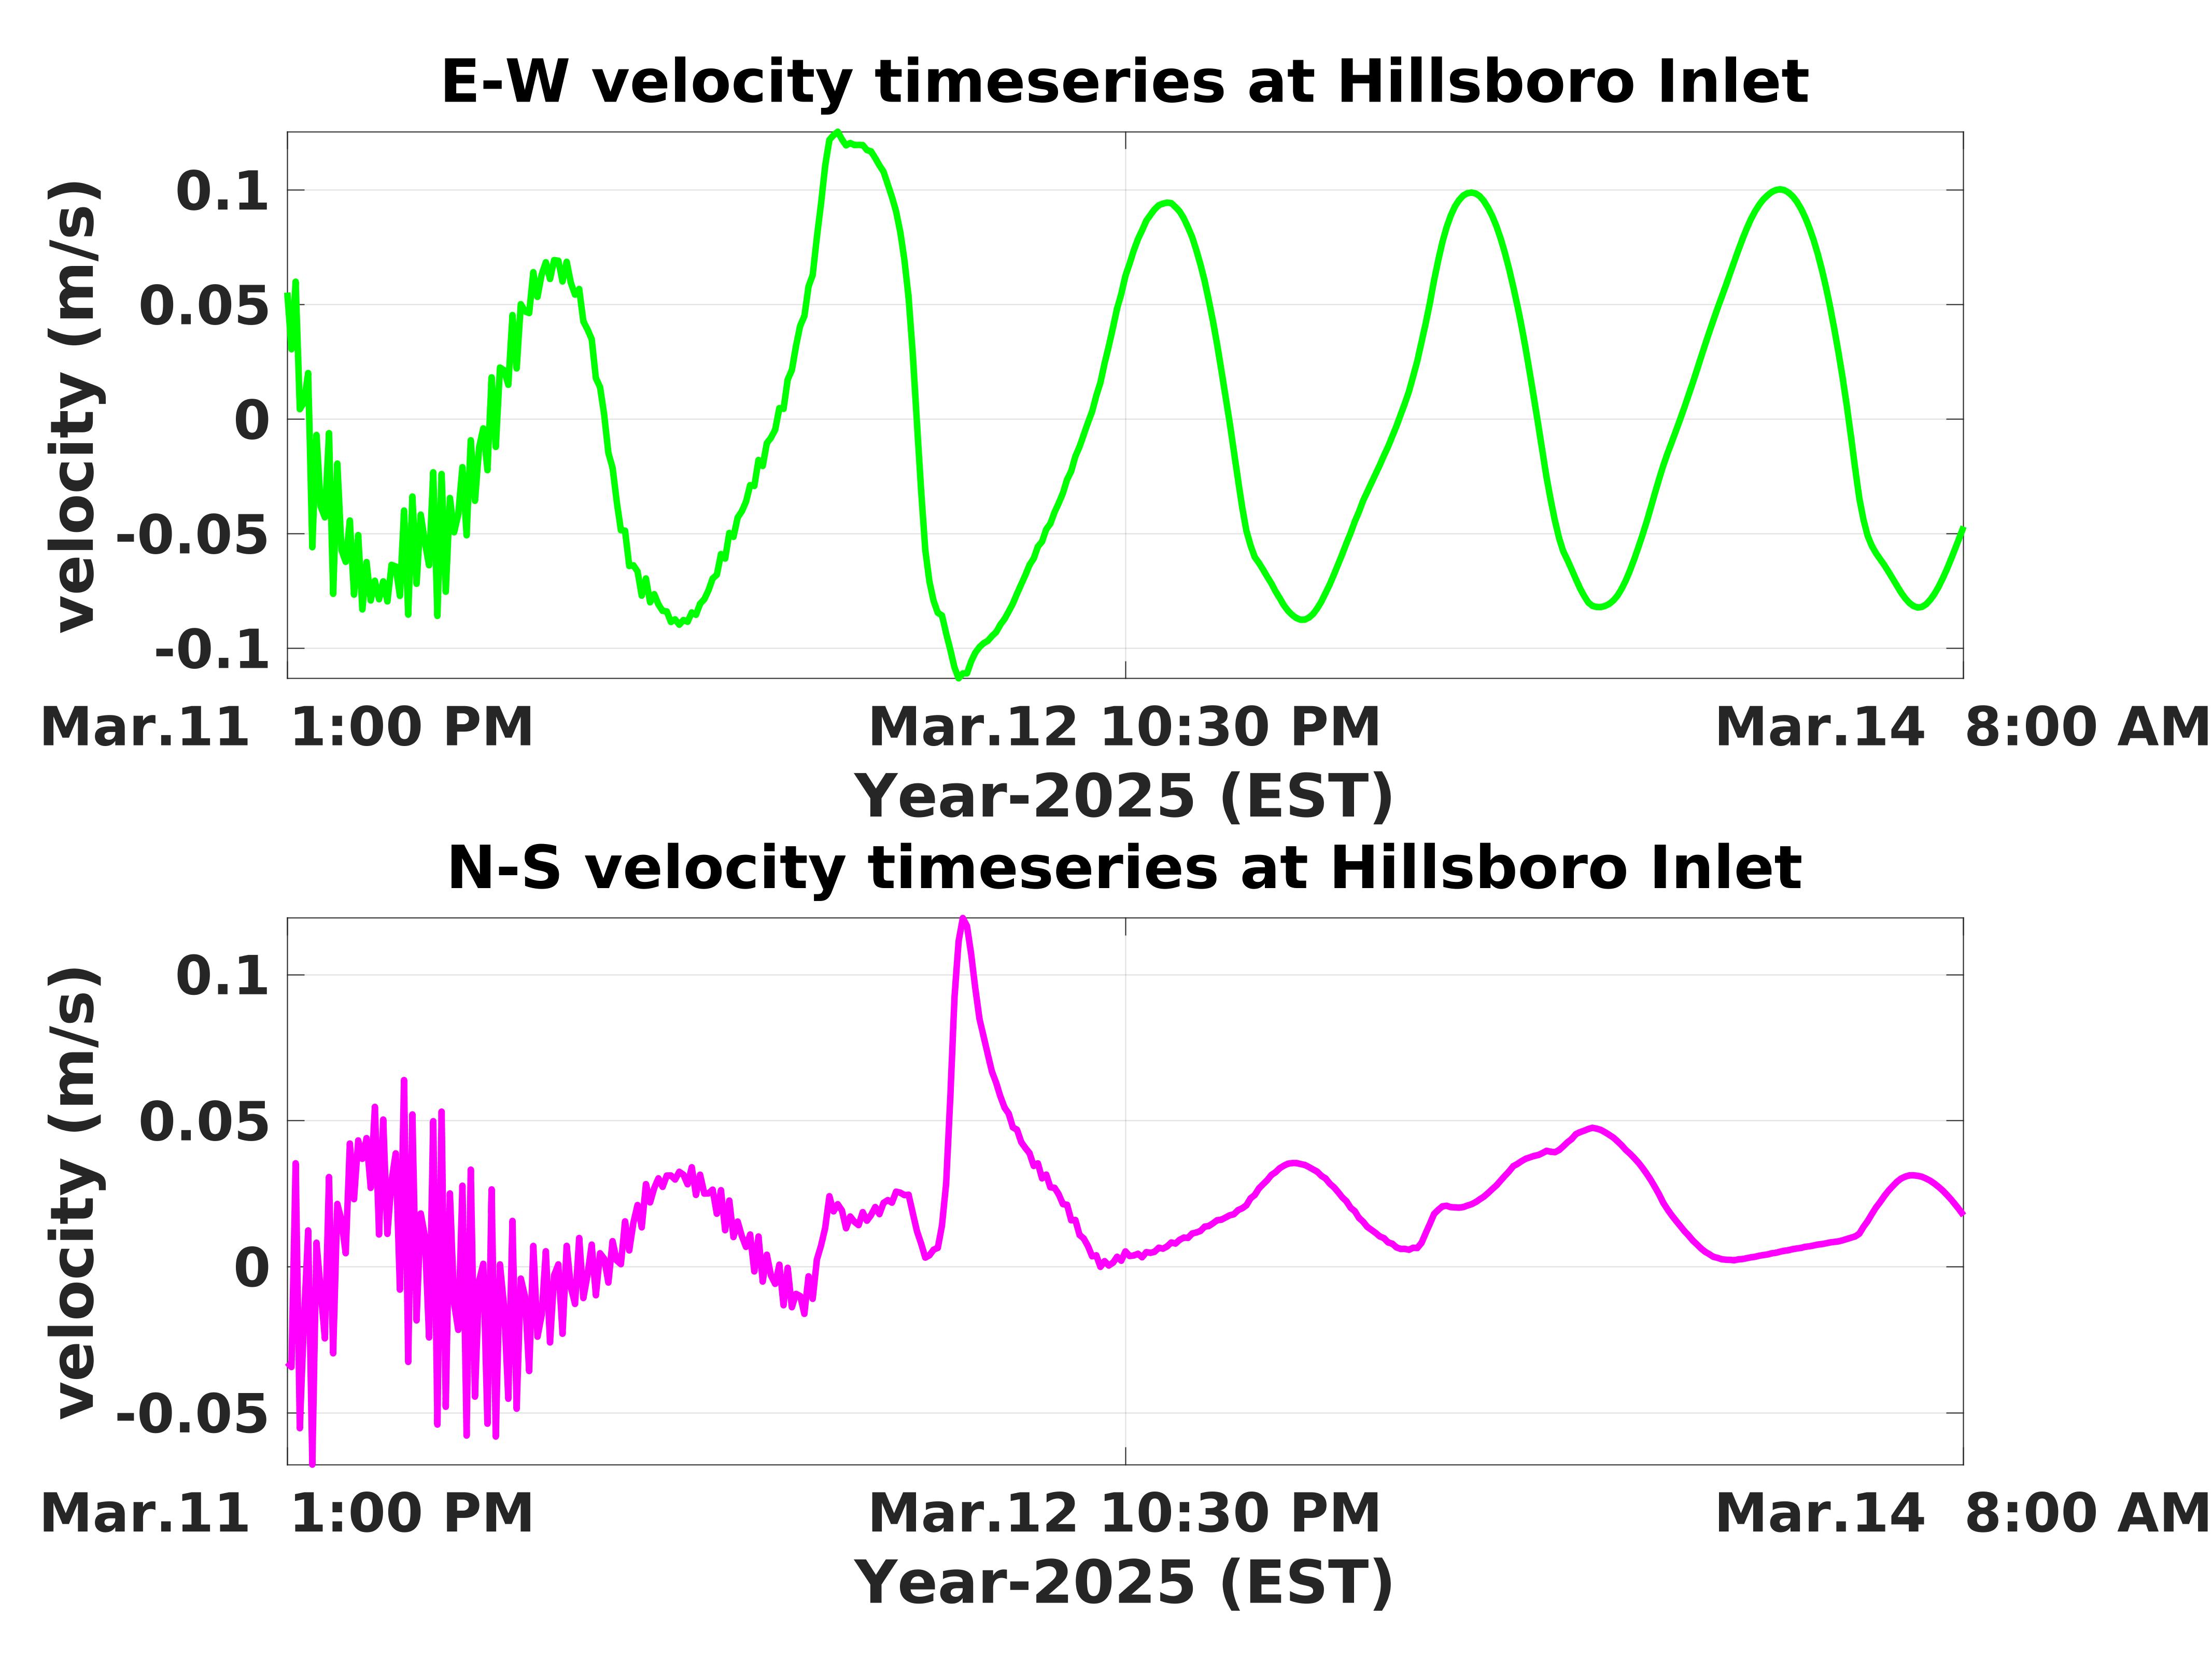 E-W velocity timeseries at Hillsboro Inlet
velocity (m/s)
0.1
0.05
0
-0.05
-0.1
Mar.11  1:00 PM
Mar.12 10:30 PM
Mar.14  8:00 AM
Year-2025 (EST)
N-S velocity timeseries at Hillsboro Inlet
velocity (m/s)
0.1
0.05
0
-0.05
Mar.11  1:00 PM
Mar.12 10:30 PM
Mar.14  8:00 AM
Year-2025 (EST)